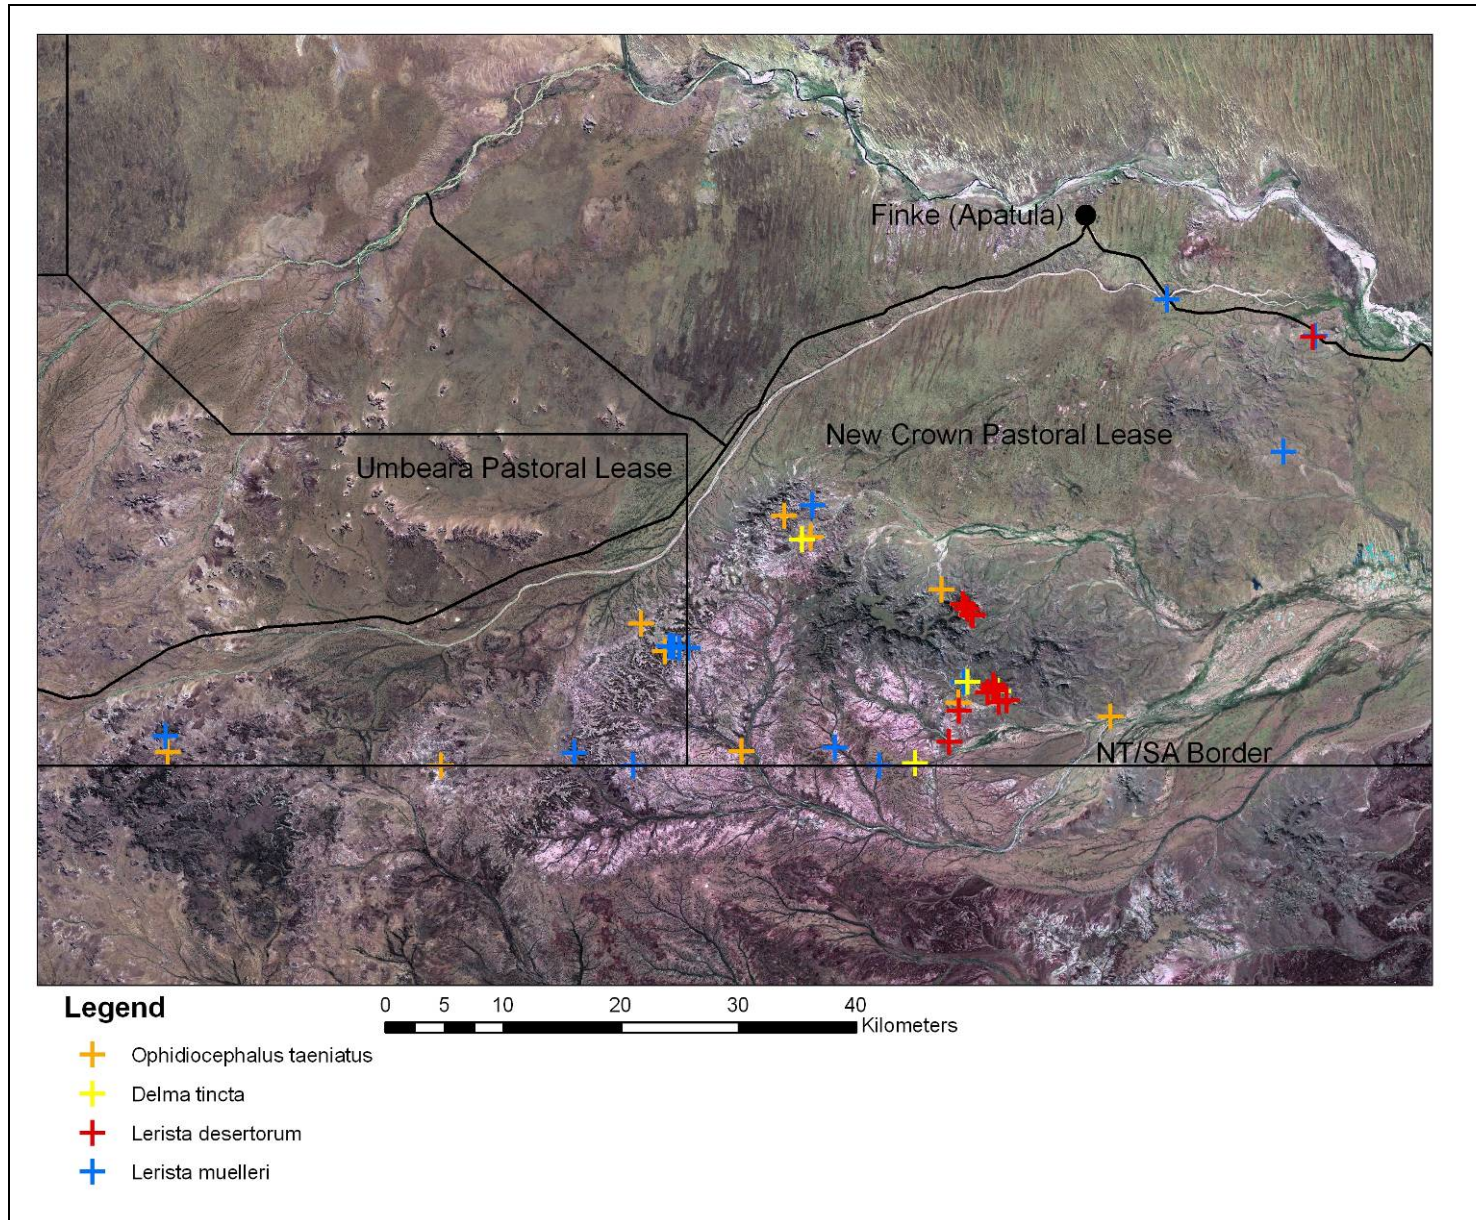 Finke (Apatula)
New Crown Pastoral Lease
Umbeara Pastoral Lease
NT/SA Border
Legend
0 5 10 20 30 40
Kilometers
Ophidiocephalus taeniatus
Delma tincta
Lerista desertorum
Lerista muelleri